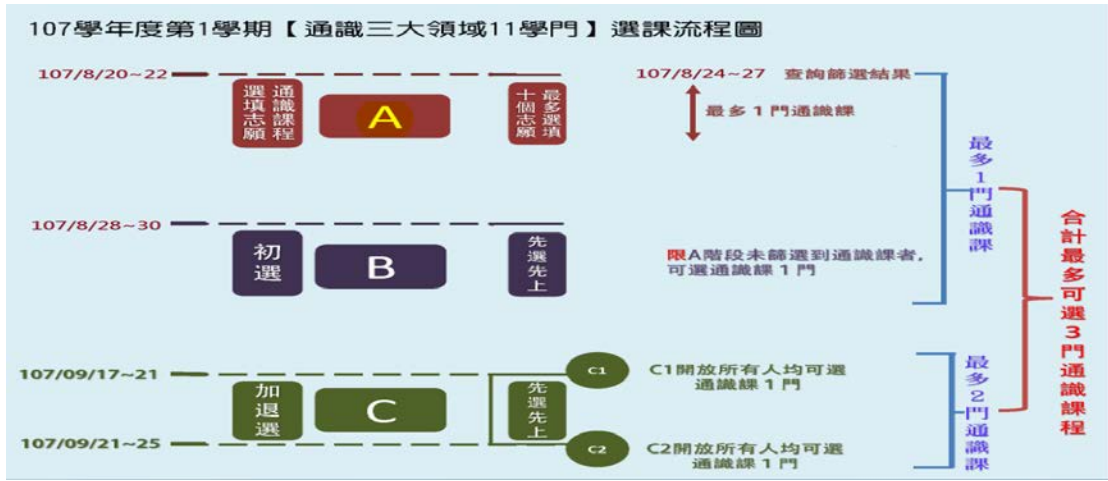 107學年度第1學期【通識三大領域11學門】選課流程圖
107/8/20~22
通識課程
選填志願
A
最多選填
十個志願
107/8/24~27 查詢篩選結果
最多1門通識課
107/8/28~30
初選
B
先選先上
限A階段未篩選到通識課者,
可選通識課1門
最多1門通識課
107/09/17~21
加退選
C
先選先上
107/09/21~25
C1
C1開放所有人均可選
通識課1門
C2
C2開放所有人均可選
通識課1門
最多2門通識課
合計最多可選3門通識課程